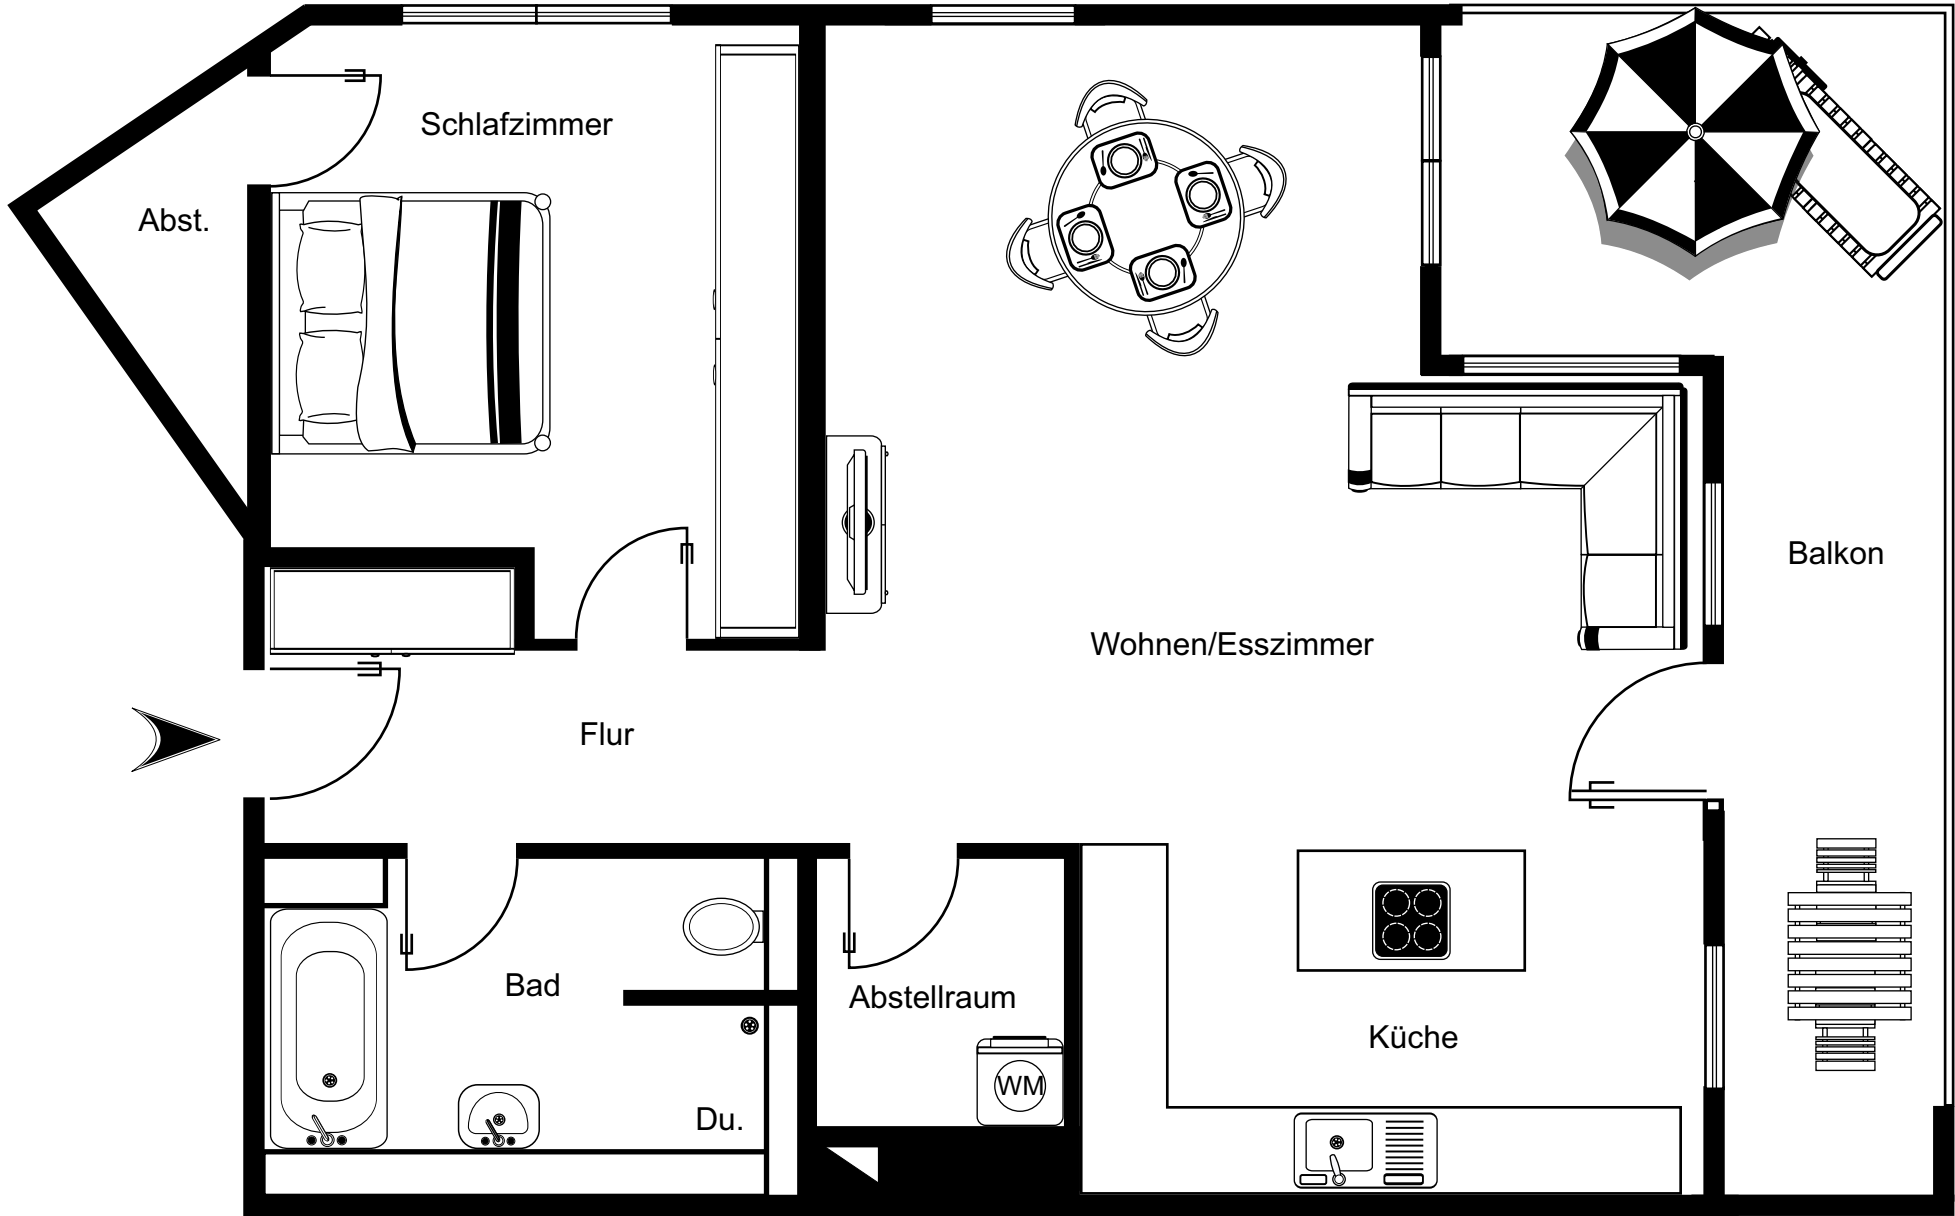 Schlafzimmer
Abst.
Balkon
Wohnen/Esszimmer
Flur
Bad
Abstellraum
Küche
WM
Du.